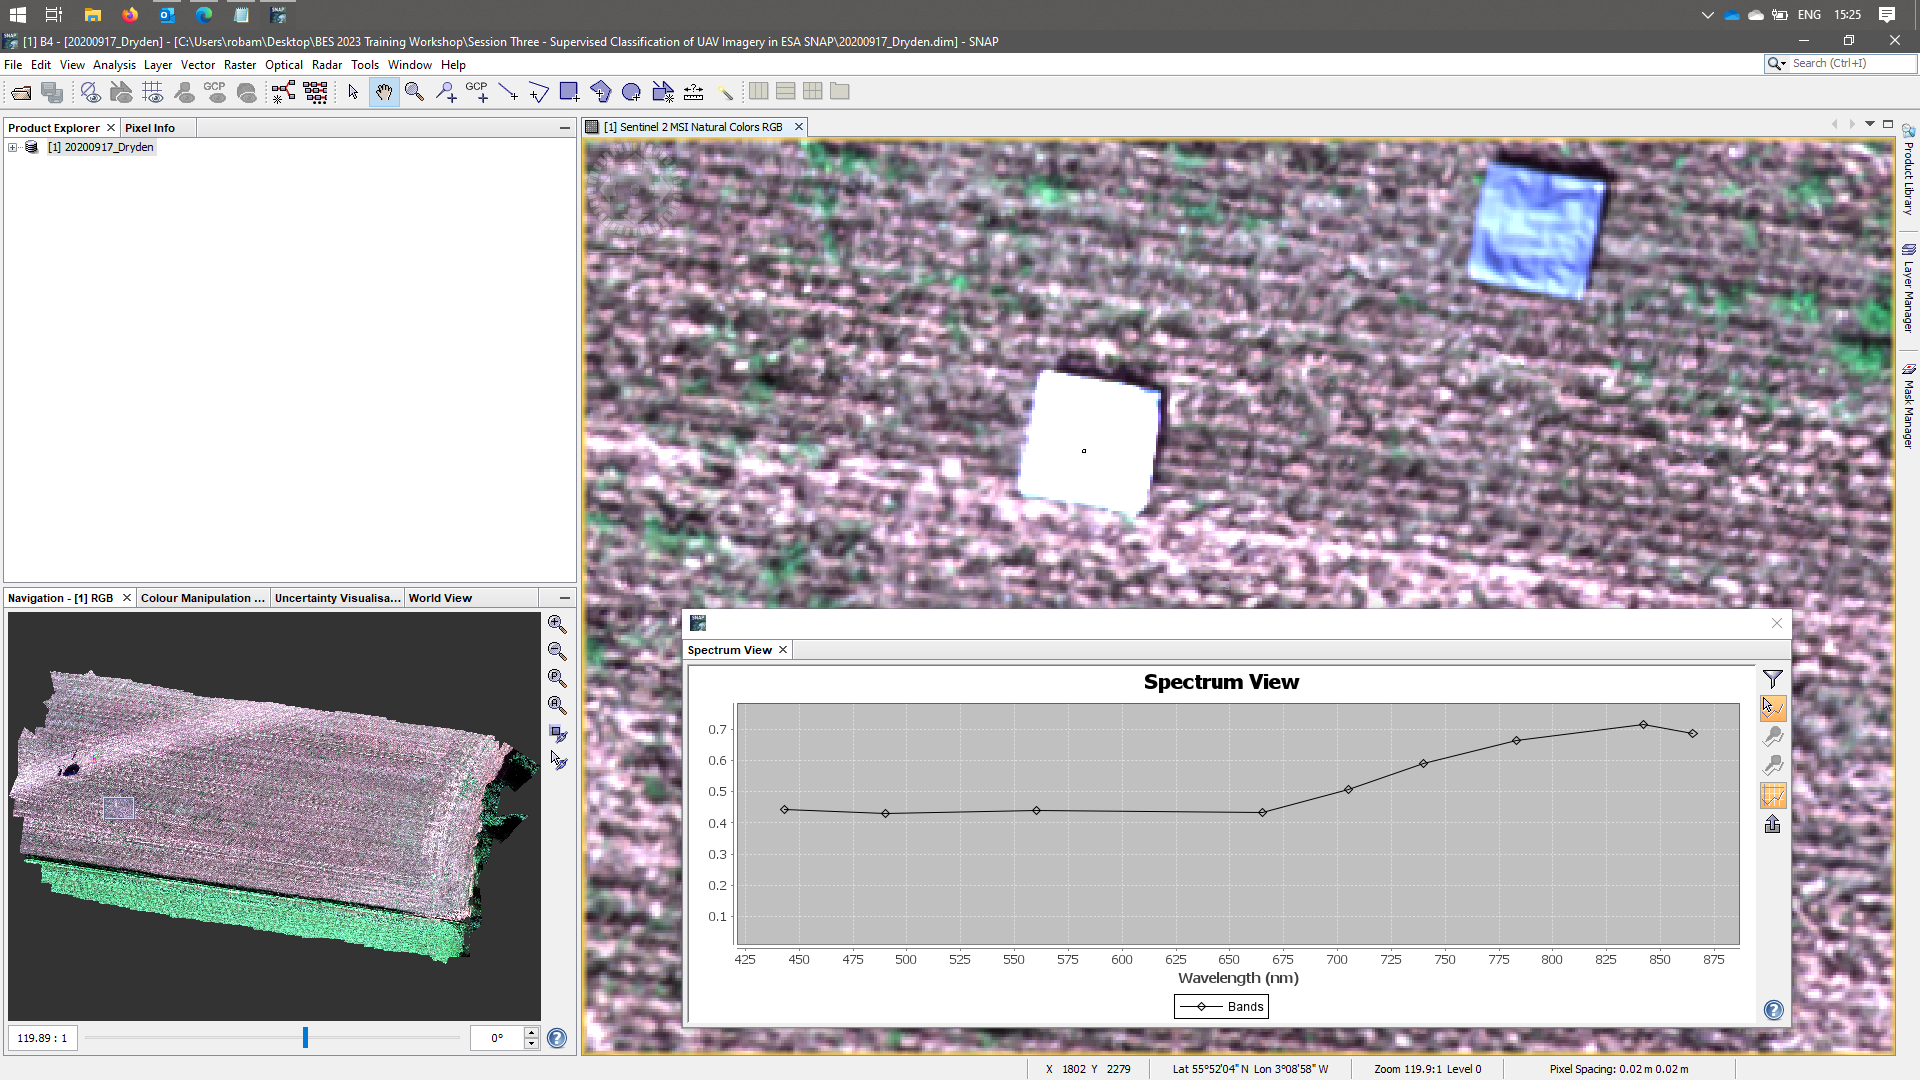 ENG 15:25
[1] B4 - [20200917_Dryden] - [C:\Users\robam\Desktop\BES 2023 Training Workshop\Session Three - Supervised Classification of UAV Imagery in ESA SNAP\20200917_Dryden.dim] - SNAP
File Edit View Analysis Layer Vector Raster Optical Radar Tools Window Help
Search (Ctrl+I)
GCP GCP
Product Explorer Pixel Info
[1] 20200917_Dryden
[1] Sentinel 2 MSI Natural Colors RGB
Product Library
Layer Manager
Mask Manager
Navigation - [1] RGB Colour Manipulation ... Uncertainty Visualisa... World View
119.89 : 1
0°
Spectrum View
Spectrum View
0.7
0.6
0.5
0.4
0.3
0.2
0.1
425 450 475 500 525 550 575 600 625 650 675 700 725 750 775 800 825 850 875
Wavelength (nm)
Bands
X 1802 Y 2279 Lat 55°52'04" N Lon 3°08'58" W Zoom 119.9:1 Level 0 Pixel Spacing: 0.02 m 0.02 m